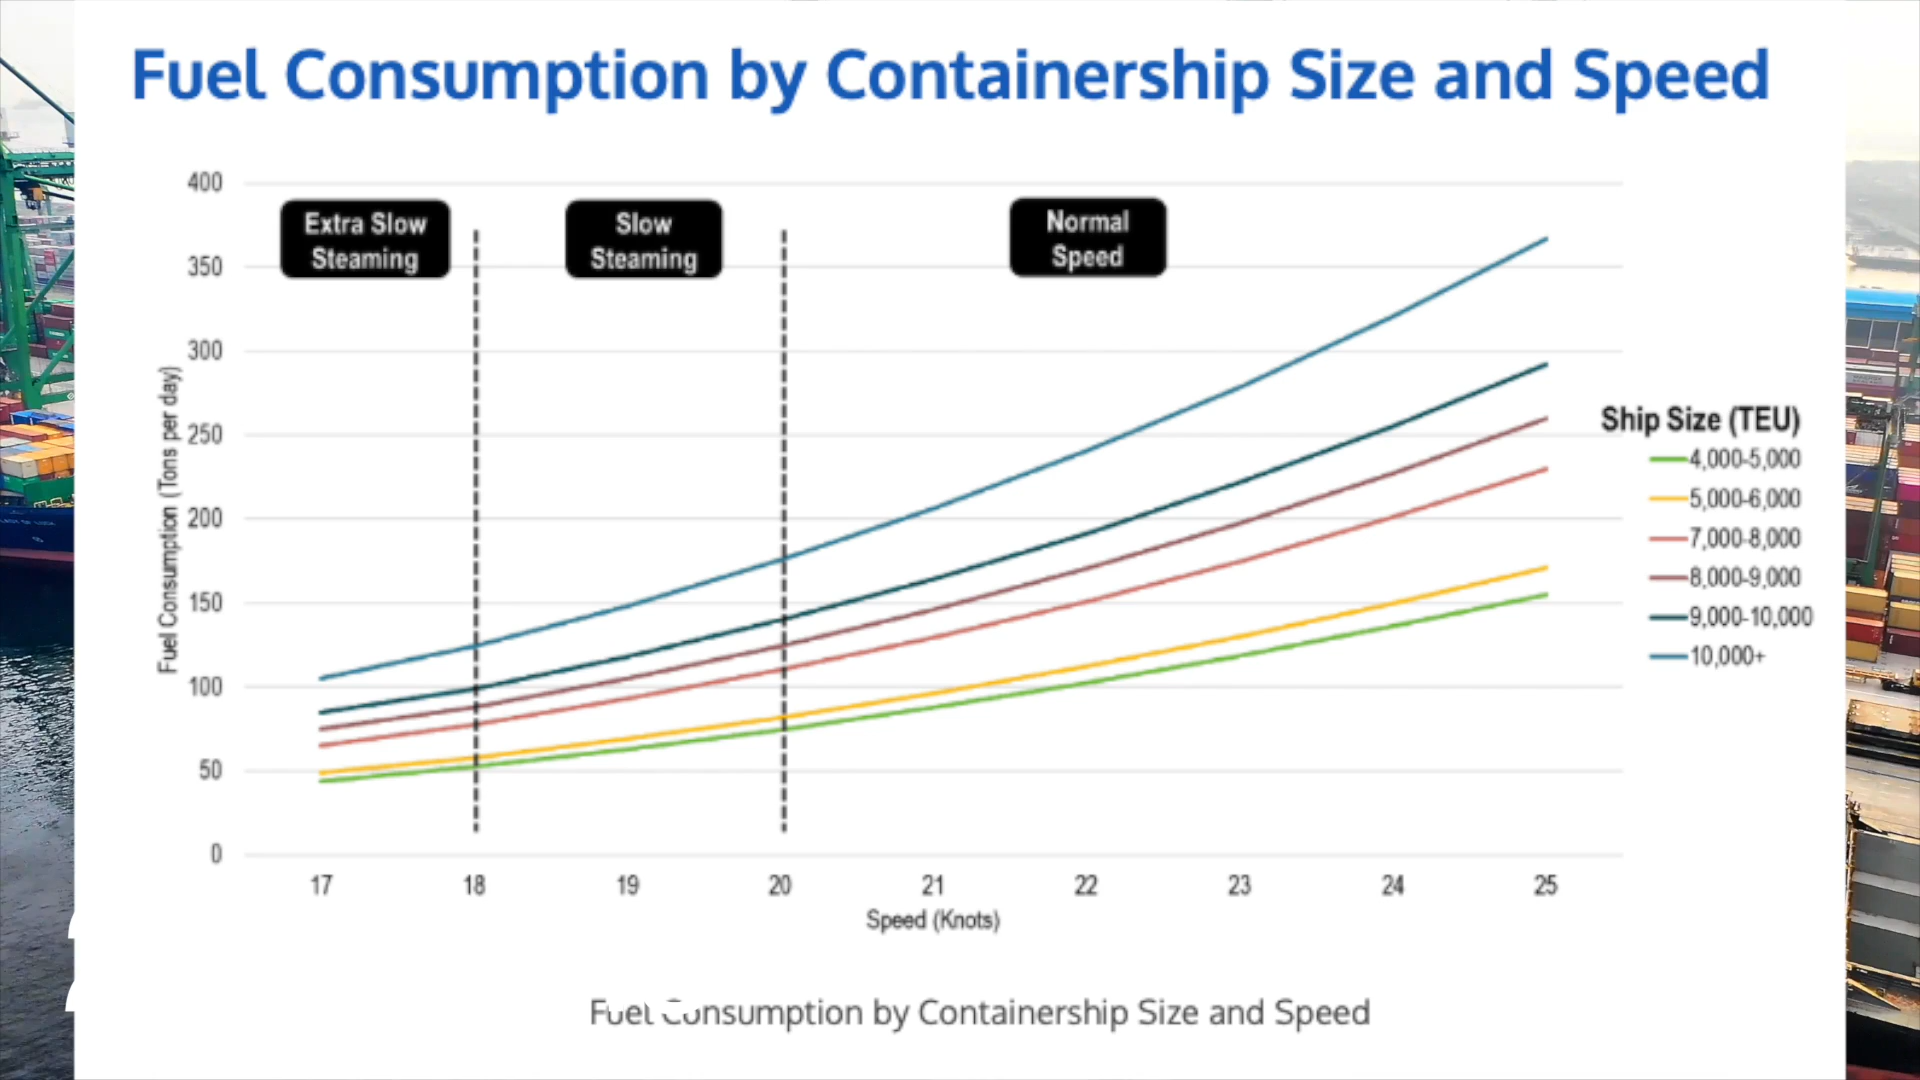 Fuel Consumption by Containership Size and Speed
400
350
300
250
200
150
100
50
0
Fuel Consumption (Tons per day)
Extra Slow
Steaming
Slow
Steaming
Normal
Speed
17 18 19 20 21 22 23 24 25
Speed (Knots)
Ship Size (TEU)
4,000-5,000
5,000-6,000
7,000-8,000
8,000-9,000
9,000-10,000
10,000+
Fuel Consumption by Containership Size and Speed